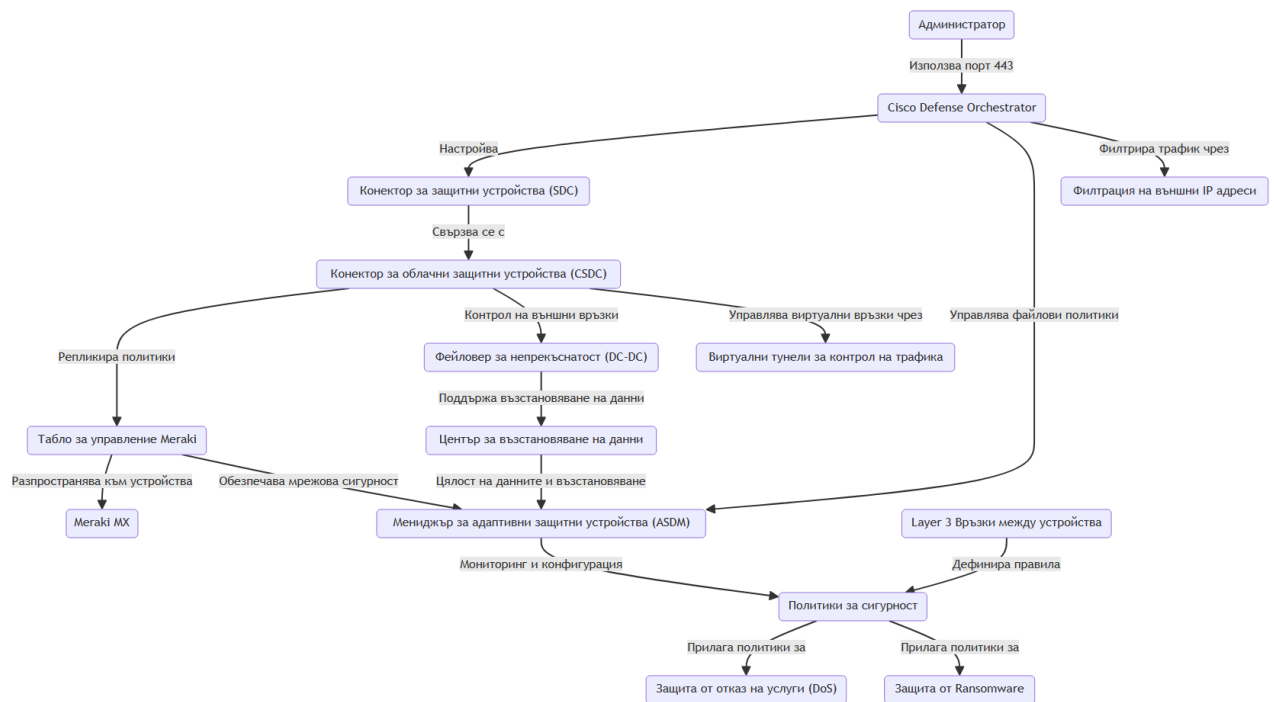 Администратор
Използва порт 443
Cisco Defense Orchestrator
Настройва
Филтрира трафик чрез
Конектор за защитни устройства (SDC)
Филтрация на външни IP адреси
Свързва се с
Конектор за облачни защитни устройства (CSDC)
Контрол на външни връзки
Управлява виртуални връзки чрез
Управлява файлови политики
Репликира политики
Фейловер за непрекъснатост (DC-DC)
Виртуални тунели за контрол на трафика
Поддържа възстановяване на данни
Табло за управление Meraki
Център за възстановяване на данни
Разпространява към устройства
Обезпечава мрежова сигурност
Цялост на данните и възстановяване
Meraki MX
Мениджър за адаптивни защитни устройства (ASDM)
Layer 3 Връзки между устройства
Мониторинг и конфигурация
Дефинира правила
Политики за сигурност
Прилага политики за
Прилага политики за
Защита от отказ на услуги (DoS)
Защита от Ransomware